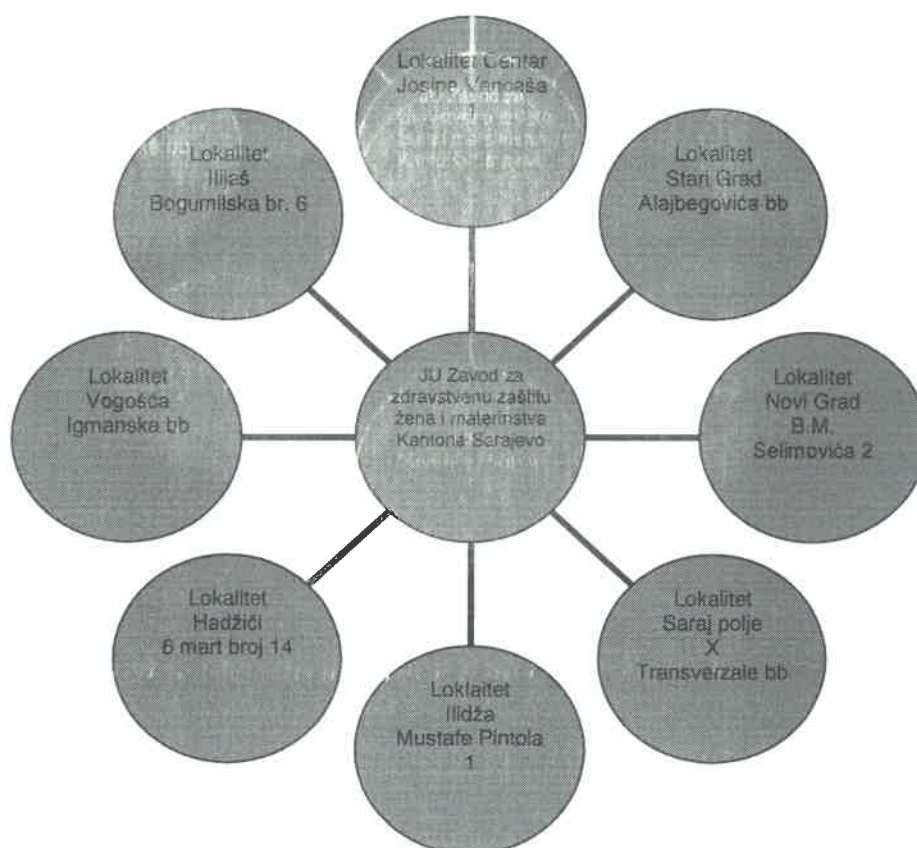 Lokalitet Centar
Josipa Vancaša
1
Lokalitet
Stari Grad
Alajbegovića bb
Lokalitet
Novi Grad
B.M.
Selimovića 2
Lokalitet
Saraj polje
X
Transverzale bb
Loklaitet
Ilidža
Mustafe Pintola
1
Lokalitet
Hadžići
6 mart broj 14
Lokalitet
Vogošća
Igmanska bb
Lokalitet
Ilijaš
Bogumilska br. 6
JU Zavod za
zdravstvenu zaštitu
žena i materinstva
Kantona Sarajevo